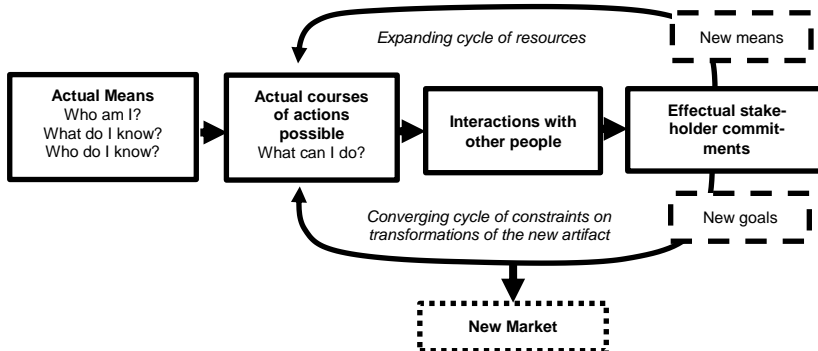 Expanding cycle of resources
New means
Actual Means
Who am I?
What do I know?
Who do I know?
Actual courses
of actions
possible
What can I do?
Interactions with
other people
Effectual stake-
holder commit-
ments
Converging cycle of constraints on
transformations of the new artifact
New goals
New Market